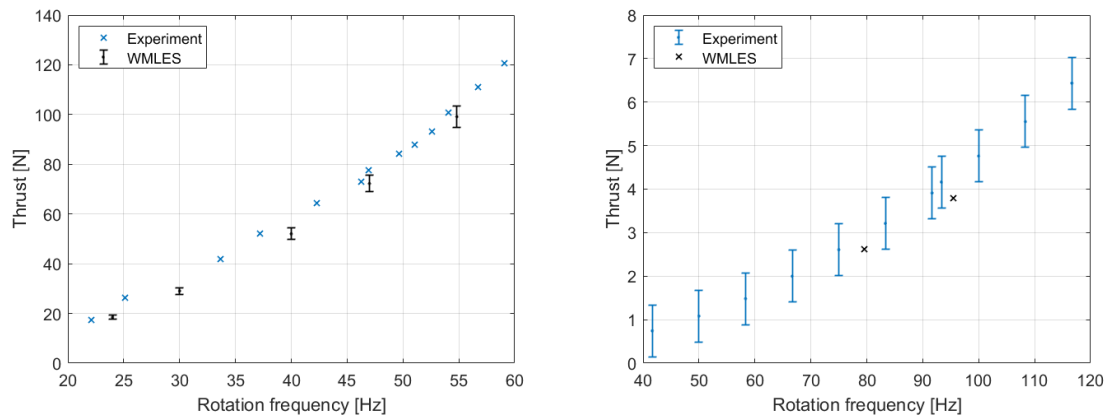 140
120
100
80
60
40
20
0
Thrust [N]
Experiment
WMLES
20 25 30 35 40 45 50 55 60
Rotation frequency [Hz]
8
7
6
5
4
3
2
1
0
Thrust [N]
Experiment
WMLES
40 50 60 70 80 90 100 110 120
Rotation frequency [Hz]